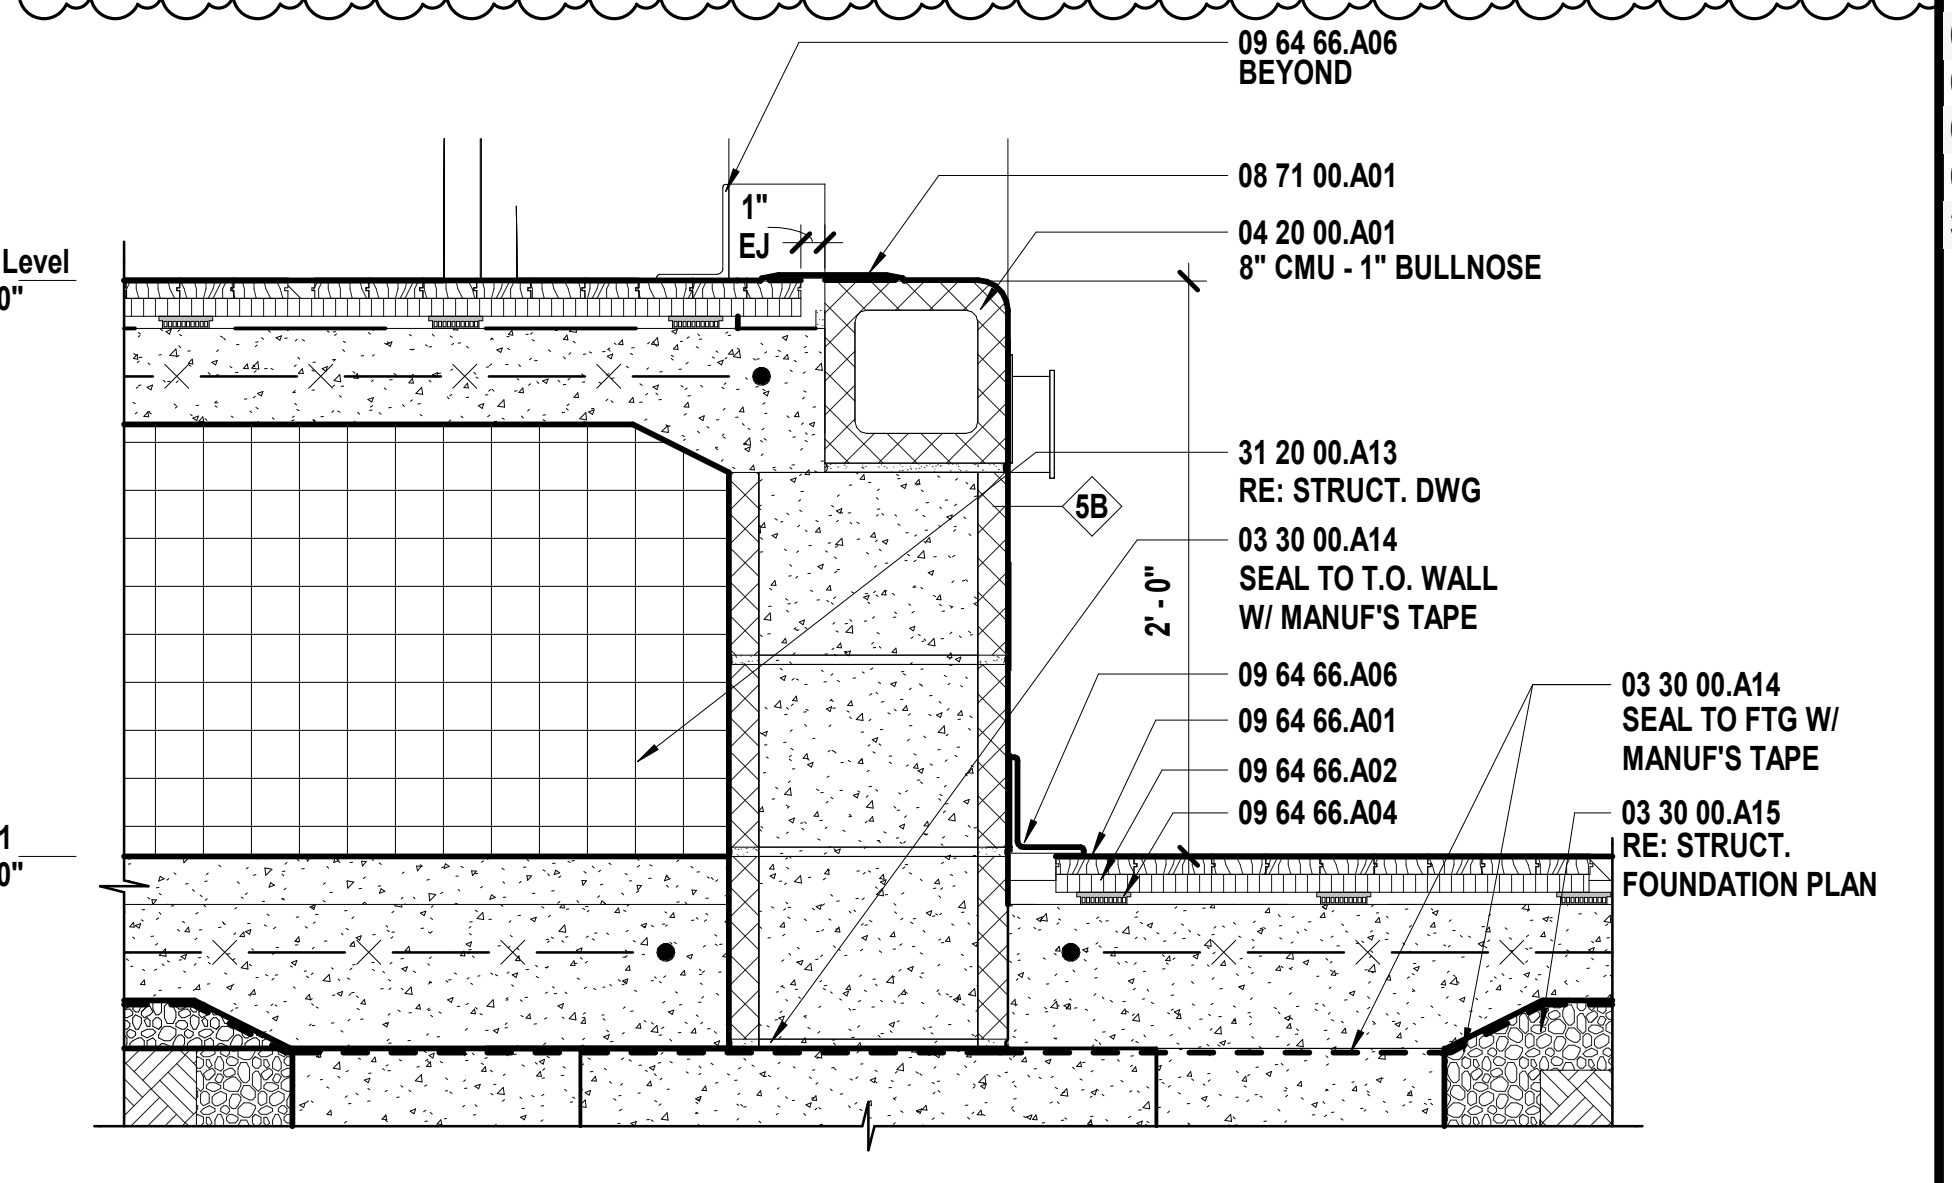 09 64 66.A06
BEYOND
08 71 00.A01
04 20 00.A01
8" CMU - 1" BULLNOSE
1"
EJ
Level
0"
31 20 00.A13
RE: STRUCT. DWG
5B
03 30 00.A14
SEAL TO T.O. WALL
W/ MANUF'S TAPE
2' - 0"
09 64 66.A06
09 64 66.A01
09 64 66.A02
09 64 66.A04
03 30 00.A14
SEAL TO FTG W/
MANUF'S TAPE
03 30 00.A15
RE: STRUCT.
FOUNDATION PLAN
1
0"